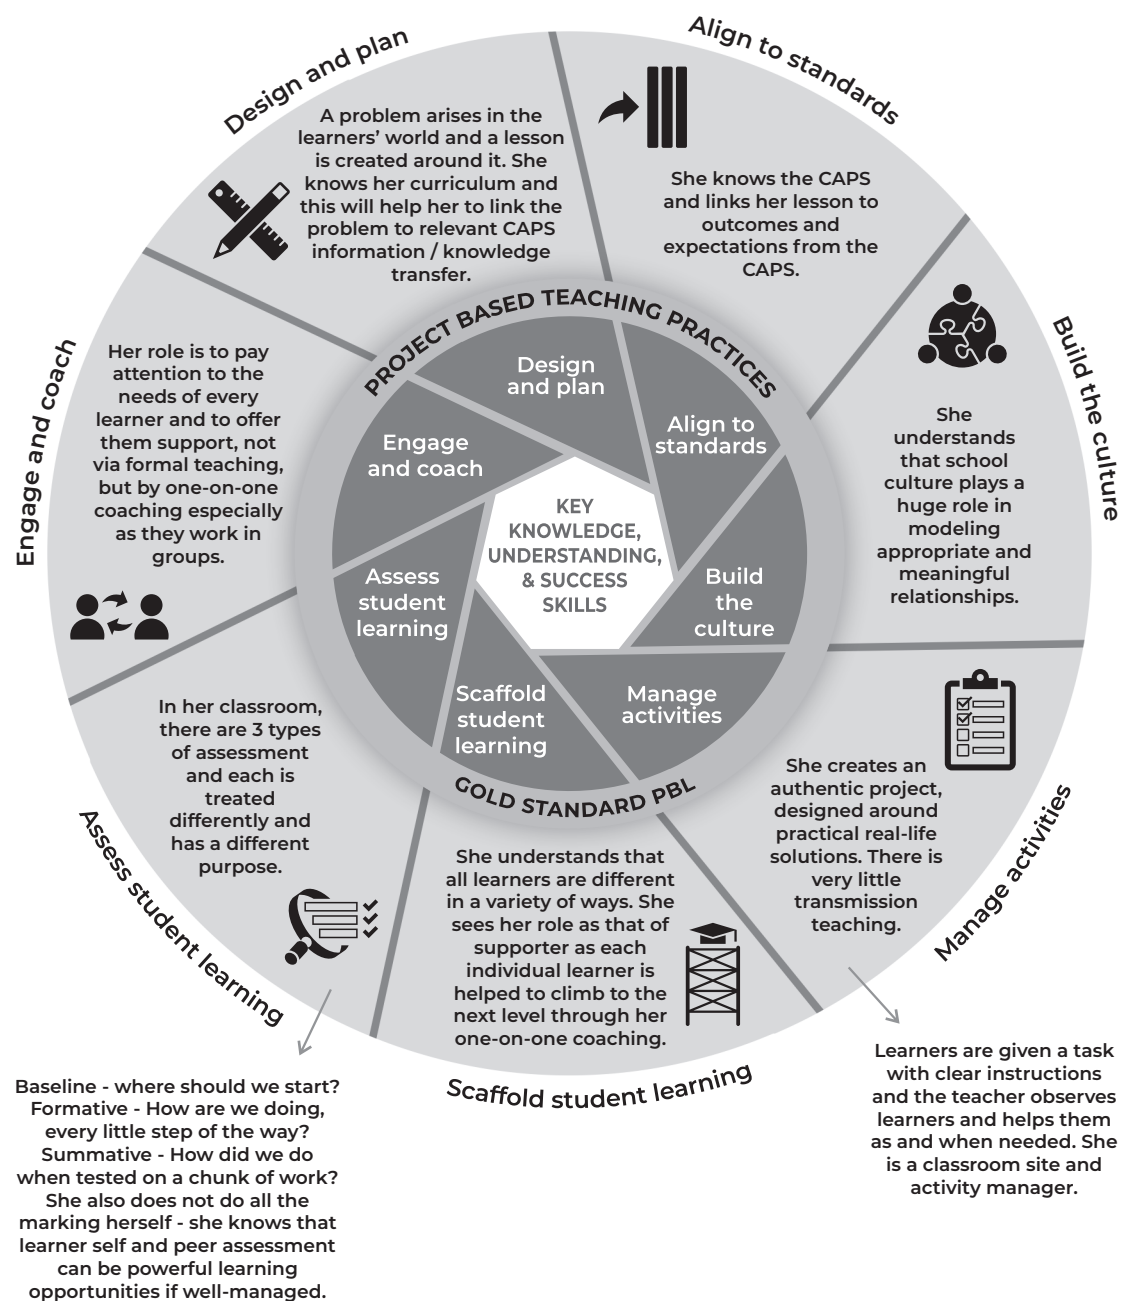 Design and plan
A problem arises in the
learners’ world and a lesson
is created around it. She
knows her curriculum and
this will help her to link the
problem to relevant CAPS
information / knowledge
transfer.
Align to standards
She knows the CAPS
and links her lesson to
outcomes and
expectations from the
CAPS.
Build the culture
She
understands
that school
culture plays a
huge role in
modeling
appropriate and
meaningful
relationships.
Manage activities
She creates an
authentic project,
designed around
practical real-life
solutions. There is
very little
transmission
teaching.
Learners are given a task
with clear instructions
and the teacher observes
learners and helps them
as and when needed. She
is a classroom site and
activity manager.
Scaffold student learning
She understands that
all learners are different
in a variety of ways. She
sees her role as that of
supporter as each
individual learner is
helped to climb to the
next level through her
one-on-one coaching.
Assess student learning
In her classroom,
there are 3 types
of assessment
and each is
treated
differently and
has a different
purpose.
Baseline - where should we start?
Formative - How are we doing,
every little step of the way?
Summative - How did we do
when tested on a chunk of work?
She also does not do all the
marking herself - she knows that
learner self and peer assessment
can be powerful learning
opportunities if well-managed.
Engage and coach
Her role is to pay
attention to the
needs of every
learner and to offer
them support, not
via formal teaching,
but by one-on-one
coaching especially
as they work in
groups.
PROJECT BASED TEACHING PRACTICES
Design
and plan
Align to
standards
Build
the
culture
Manage
activities
Scaffold
student
learning
Assess
student
learning
Engage
and coach
KEY
KNOWLEDGE,
UNDERSTANDING,
& SUCCESS
SKILLS
GOLD STANDARD PBL